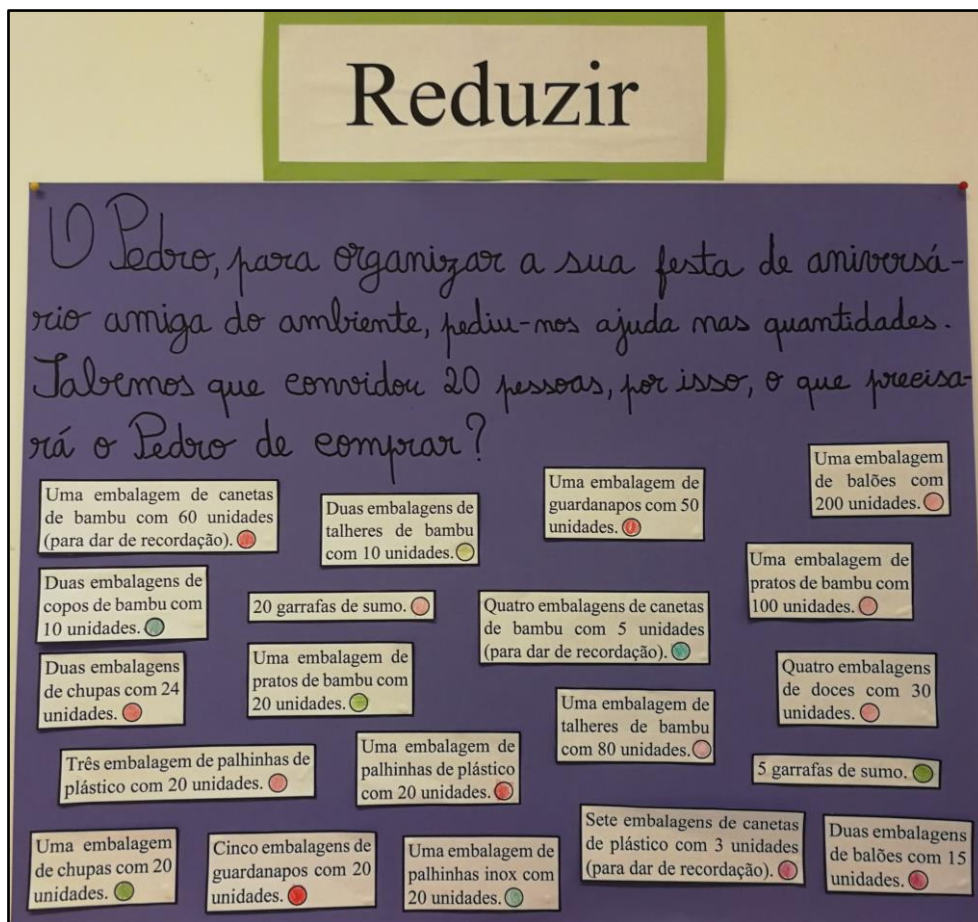 Reduzir
O Pedro, para organizar a sua festa de aniversá-
rio amiga do ambiente, pediu-nos ajuda nas quantidades.
Sabemos que convidou 20 pessoas, por isso, o que precisa-
rá o Pedro de comprar?
Uma embalagem de canetas
de bambu com 60 unidades
(para dar de recordação).
Duas embalagens de
talheres de bambu
com 10 unidades.
Uma embalagem de
guardanapos com 50
unidades.
Uma embalagem
de balões com
200 unidades.
Duas embalagens de
copos de bambu com
10 unidades.
20 garrafas de sumo.
Quatro embalagens de canetas
de bambu com 5 unidades
(para dar de recordação).
Uma embalagem de
pratos de bambu com
100 unidades.
Duas embalagens
de chupas com 24
unidades.
Uma embalagem de
pratos de bambu com
20 unidades.
Uma embalagem de
talheres de bambu
com 80 unidades.
Quatro embalagens
de doces com 30
unidades.
Três embalagem de palhinhas de
plástico com 20 unidades.
Uma embalagem de
palhinhas de plástico
com 20 unidades.
5 garrafas de sumo.
Uma embalagem
de chupas com 20
unidades.
Cinco embalagens de
guardanapos com 20
unidades.
Uma embalagem de
palhinhas inox com
20 unidades.
Sete embalagens de canetas
de plástico com 3 unidades
(para dar de recordação).
Duas embalagens
de balões com 15
unidades.